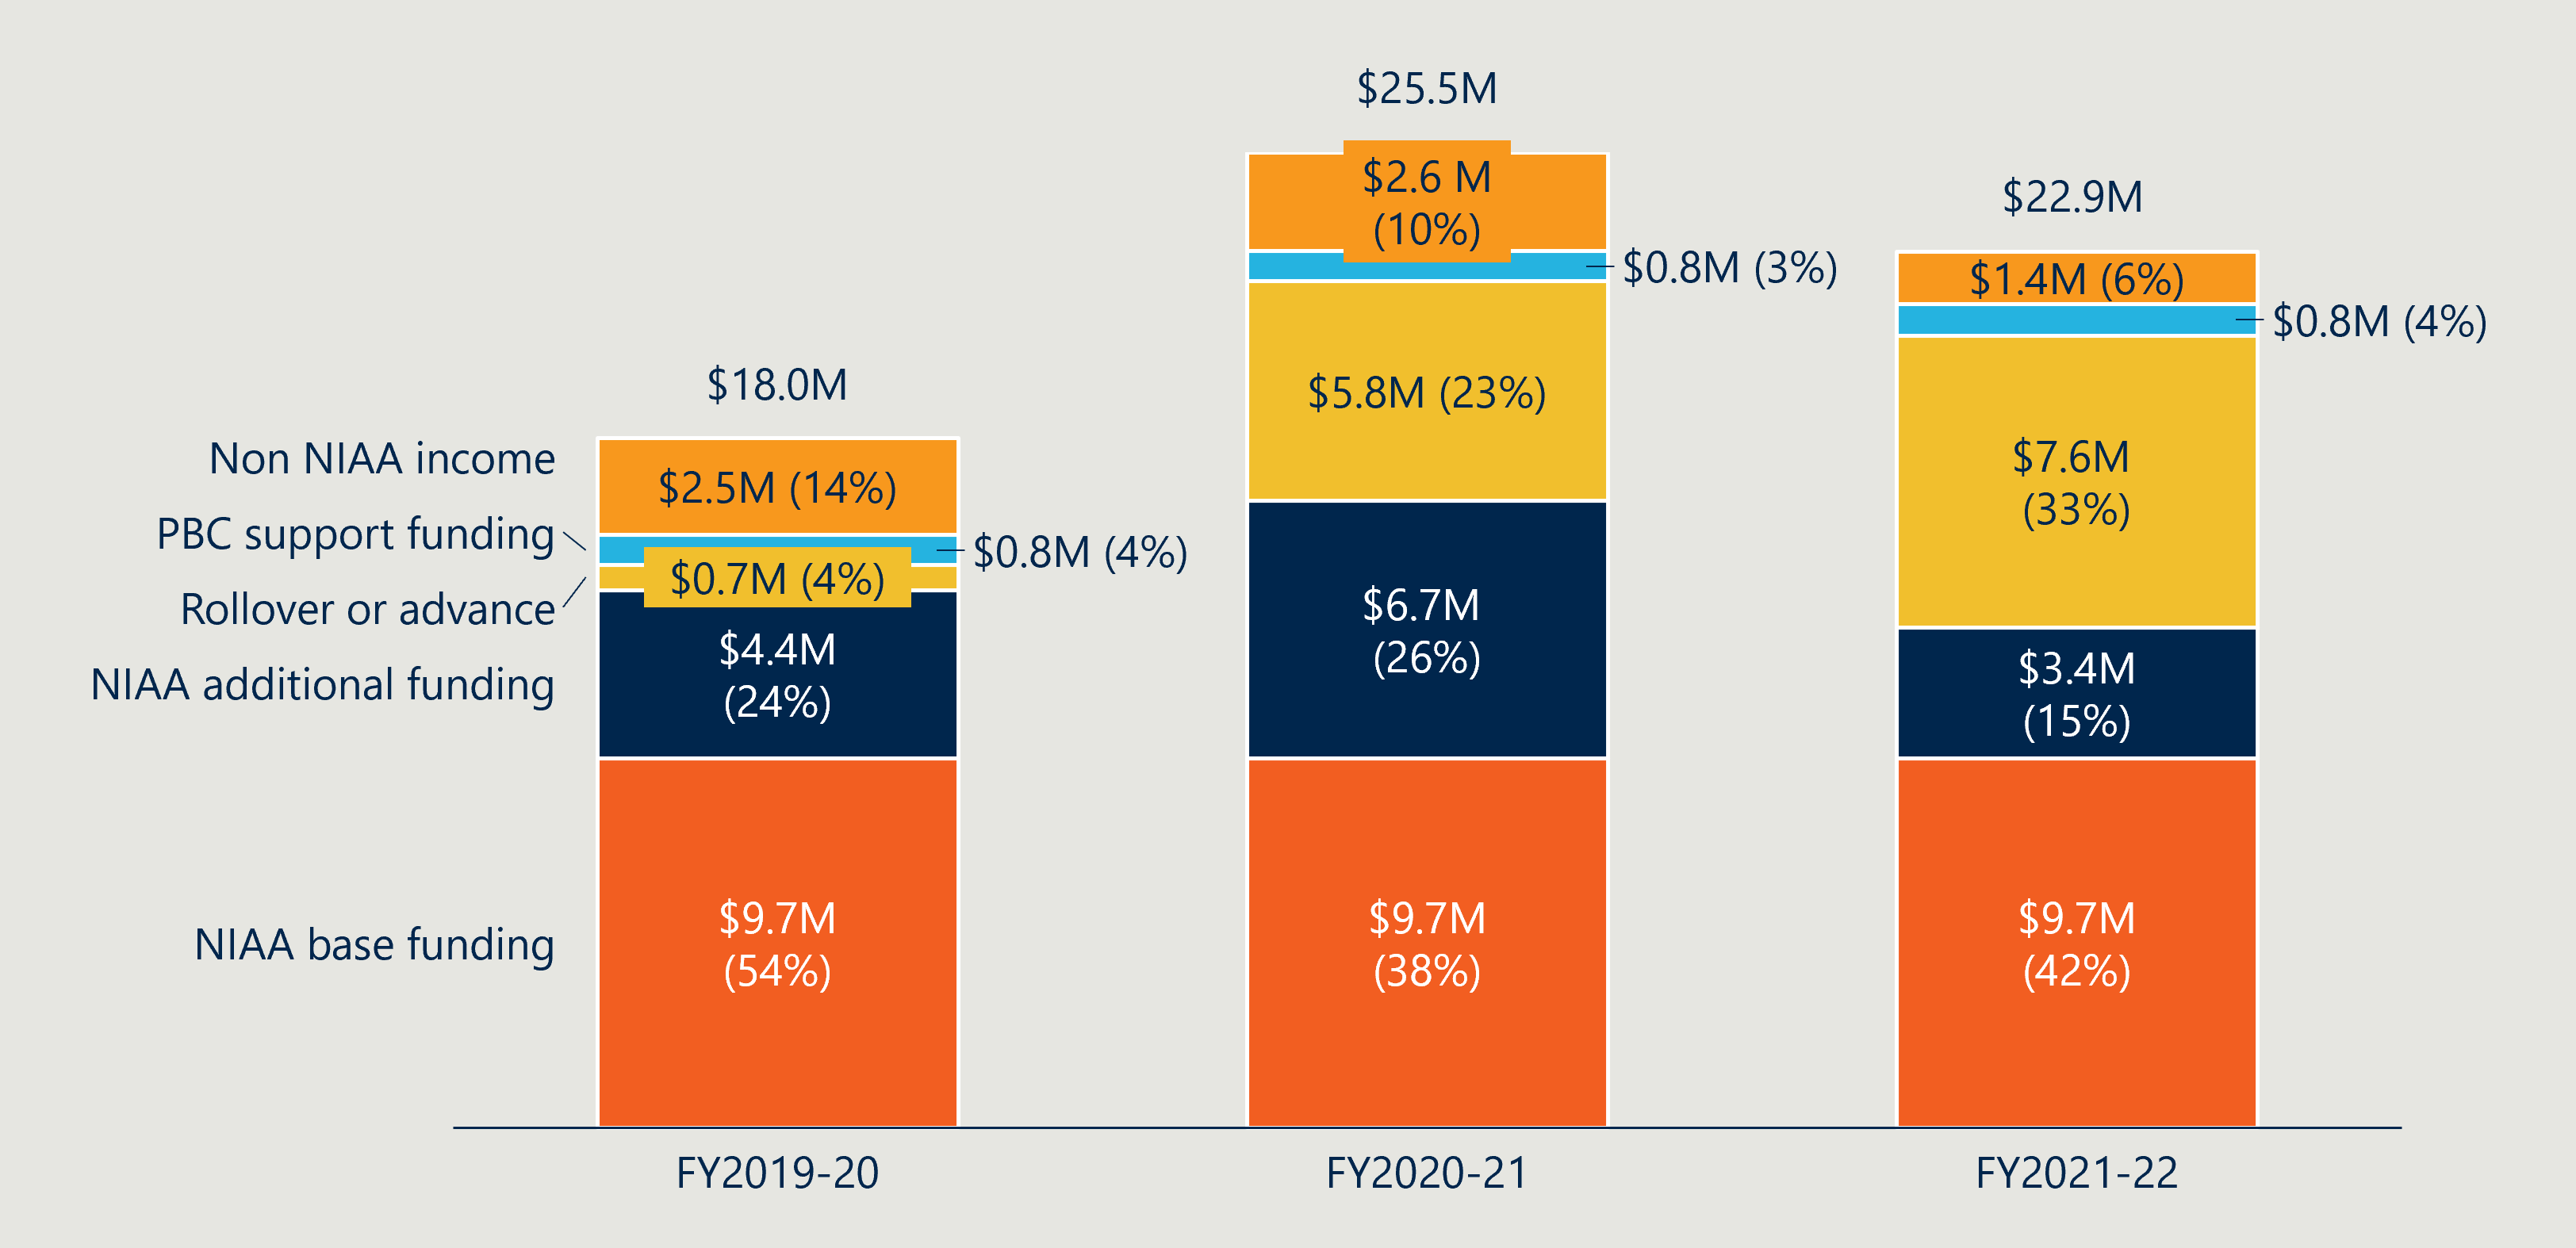 $25.5M
$2.6 M
(10%)
$22.9M
$0.8M (3%)
$1.4M (6%)
$0.8M (4%)
$18.0M
$5.8M (23%)
Non NIAA income
$2.5M (14%)
$7.6M
(33%)
PBC support funding
$0.8M (4%)
$0.7M (4%)
Rollover or advance
$6.7M
(26%)
NIAA additional funding
$4.4M
(24%)
$3.4M
(15%)
NIAA base funding
$9.7M
(54%)
$9.7M
(38%)
$9.7M
(42%)
FY2019-20
FY2020-21
FY2021-22